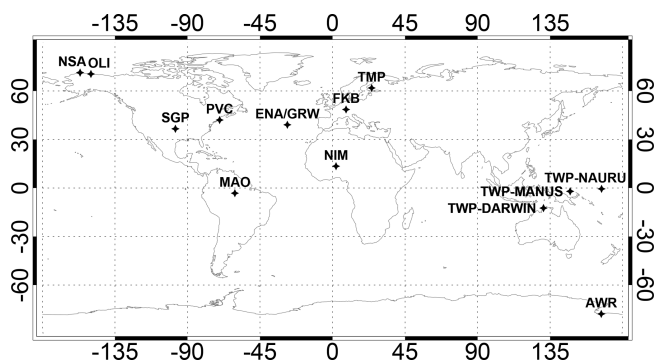 -135 -90 -45 0 45 90 135
NSA OLI
TMP
60 60
FKB
PVC
SGP ENA/GRW
30 30
NIM
TWP-NAURU
MAO
0 TWP-MANUS 0
TWP-DARWIN
-30 -30
-60 -60
AWR
-135 -90 -45 0 45 90 135